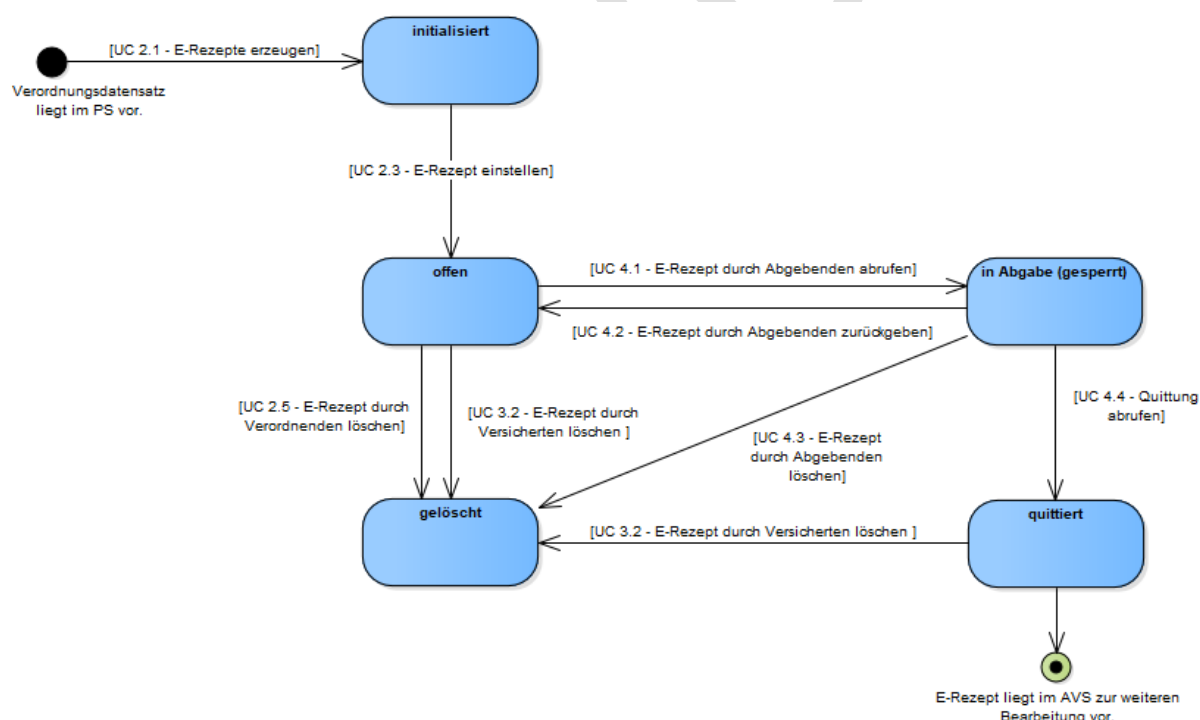 initialisiert
[UC 2.1 - E-Rezepte erzeugen]
Verordnungsdatensatz
liegt im PS vor.
[UC 2.3 - E-Rezept einstellen]
offen
[UC 4.1 - E-Rezept durch Abgebenden abrufen]
in Abgabe (gesperrt)
[UC 4.2 - E-Rezept durch Abgebenden zurückgeben]
[UC 2.5 - E-Rezept durch
Verordnenden löschen]
[UC 3.2 - E-Rezept durch
Versicherten löschen ]
[UC 4.3 - E-Rezept
durch Abgebenden
löschen]
[UC 4.4 - Quittung
abrufen]
gelöscht
[UC 3.2 - E-Rezept durch Versicherten löschen ]
quittiert
E-Rezept liegt im AVS zur weiteren
Bearbeitung vor.